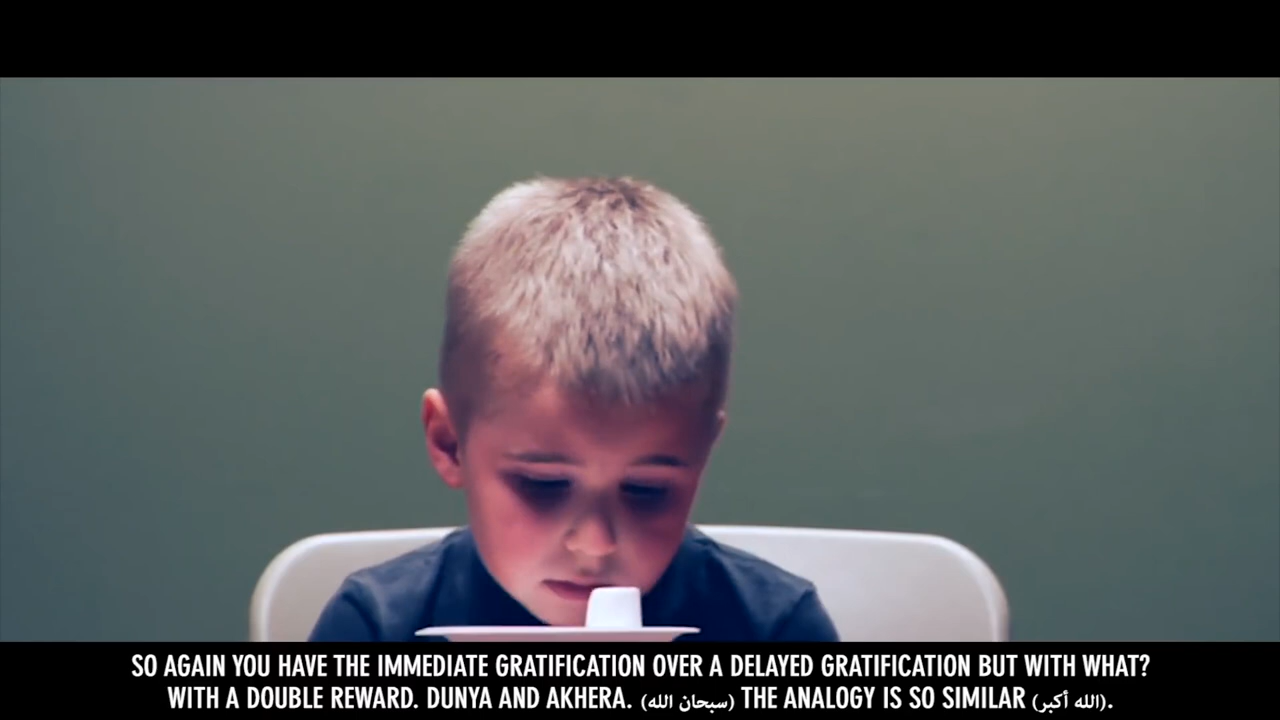 SO AGAIN YOU HAVE THE IMMEDIATE GRATIFICATION OVER A DELAYED GRATIFICATION BUT WITH WHAT?
WITH A DOUBLE REWARD. DUNYA AND AKHERA. (سبحان الله) THE ANALOGY IS SO SIMILAR (الله أكبر).